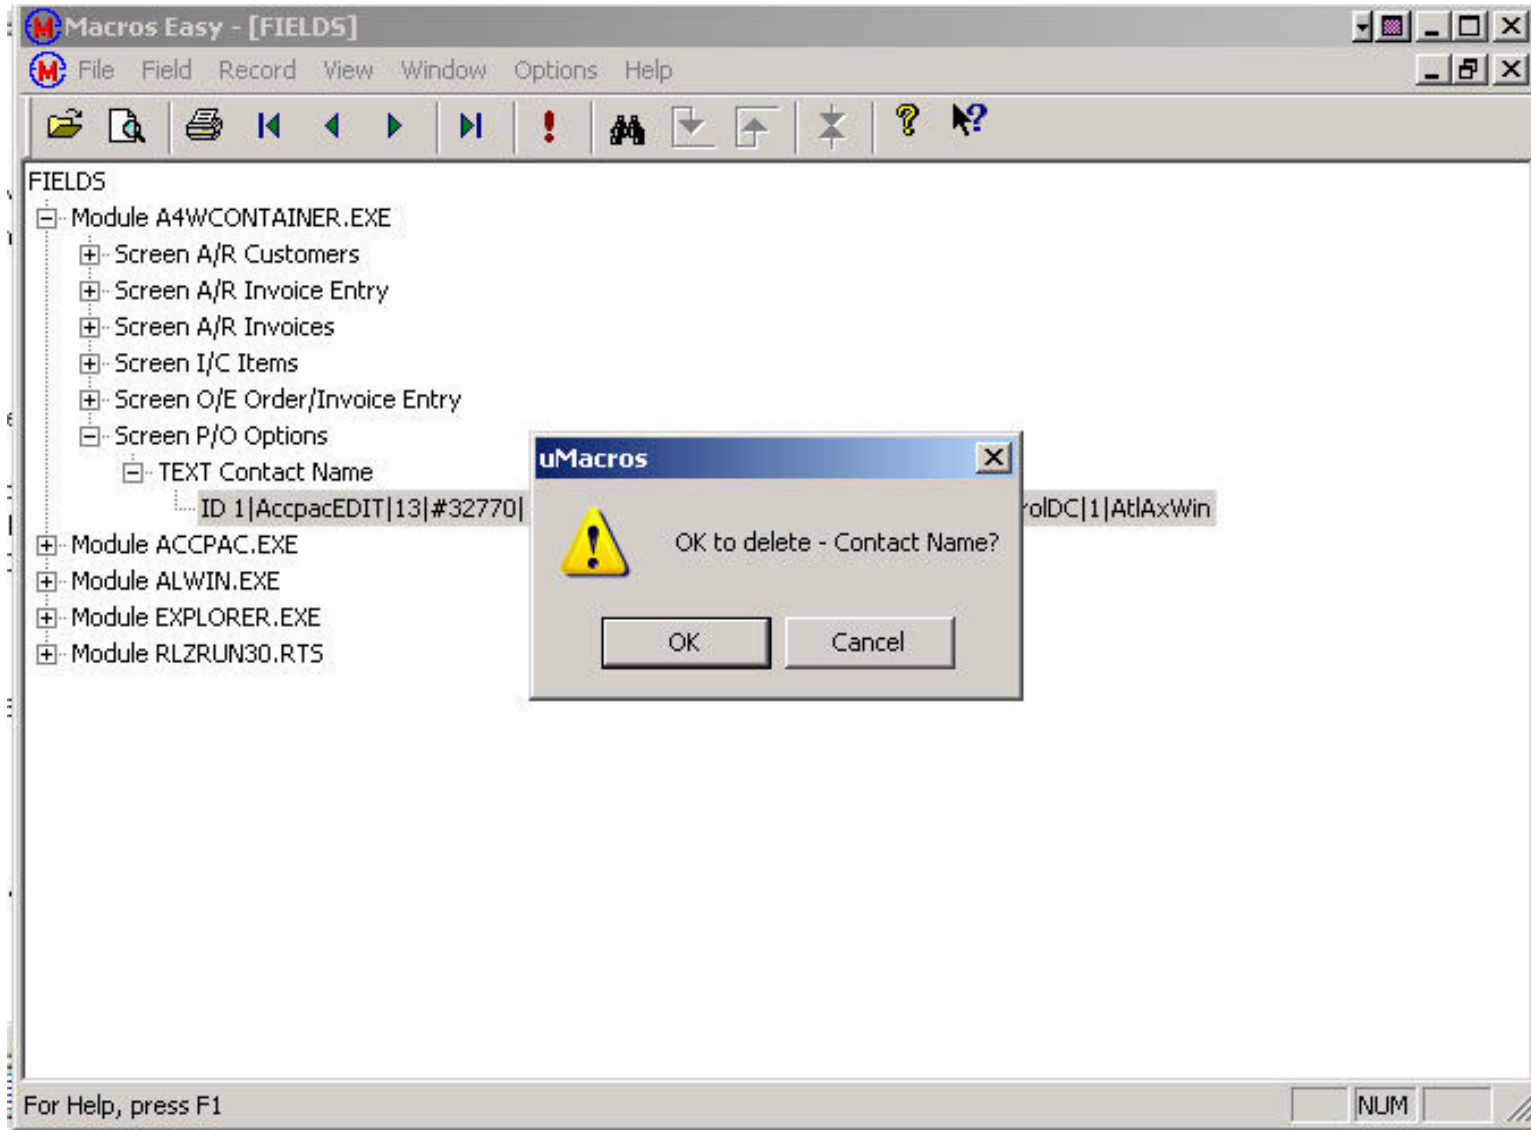 Macros Easy - [FIELDS]
File Field Record View Window Options Help
FIELDS
Module A4WCONTAINER.EXE
Screen A/R Customers
Screen A/R Invoice Entry
Screen A/R Invoices
Screen I/C Items
Screen O/E Order/Invoice Entry
Screen P/O Options
TEXT Contact Name
ID 1|AccpacEDIT|13|#32770| rolDC|1|AtlAxWin
Module ACCPAC.EXE
Module ALWIN.EXE
Module EXPLORER.EXE
Module RLZRUN30.RTS
uMacros
OK to delete - Contact Name?
OK Cancel
For Help, press F1 NUM